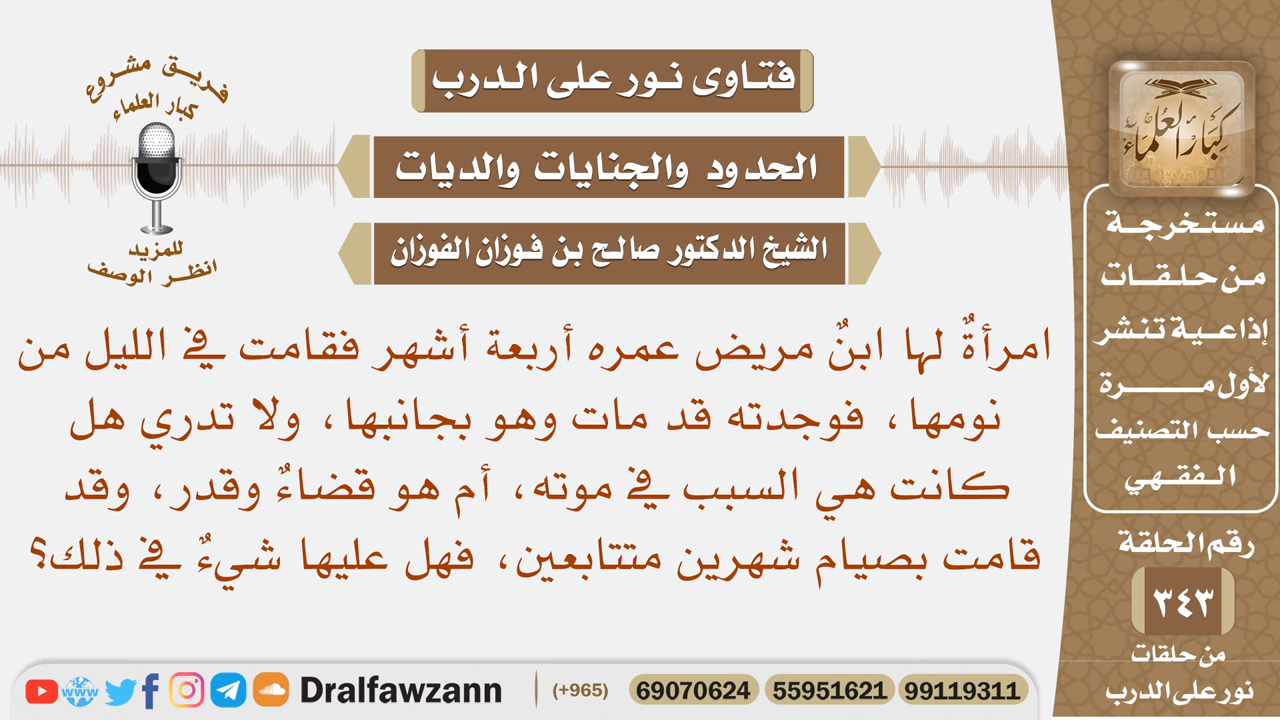 فتاوى نور على الدرب
الحدود والجنايات والديات
الشيخ الدكتور صالح بن فوزان الفوزان
فريق مشروع
كبار العلماء
للمزيد
انظر الوصف
امرأةٌ لها ابنٌ مريض عمره أربعة أشهر فقامت في الليل من
نومها، فوجدته قد مات وهو بجانبها، ولا تدري هل
كانت هي السبب في موته، أم هو قضاءٌ وقدر، وقد
قامت بصيام شهرين متتابعين، فهل عليها شيءٌ في ذلك؟
كبار العلماء
مستخرجة
من حلقات
إذاعية تنشر
لأول مرة
حسب التصنيف
الفقهي
رقم الحلقة
٣٤٣
من حلقات
نور على الدرب
www Dralfawzann (+965) 69070624 55951621 99119311